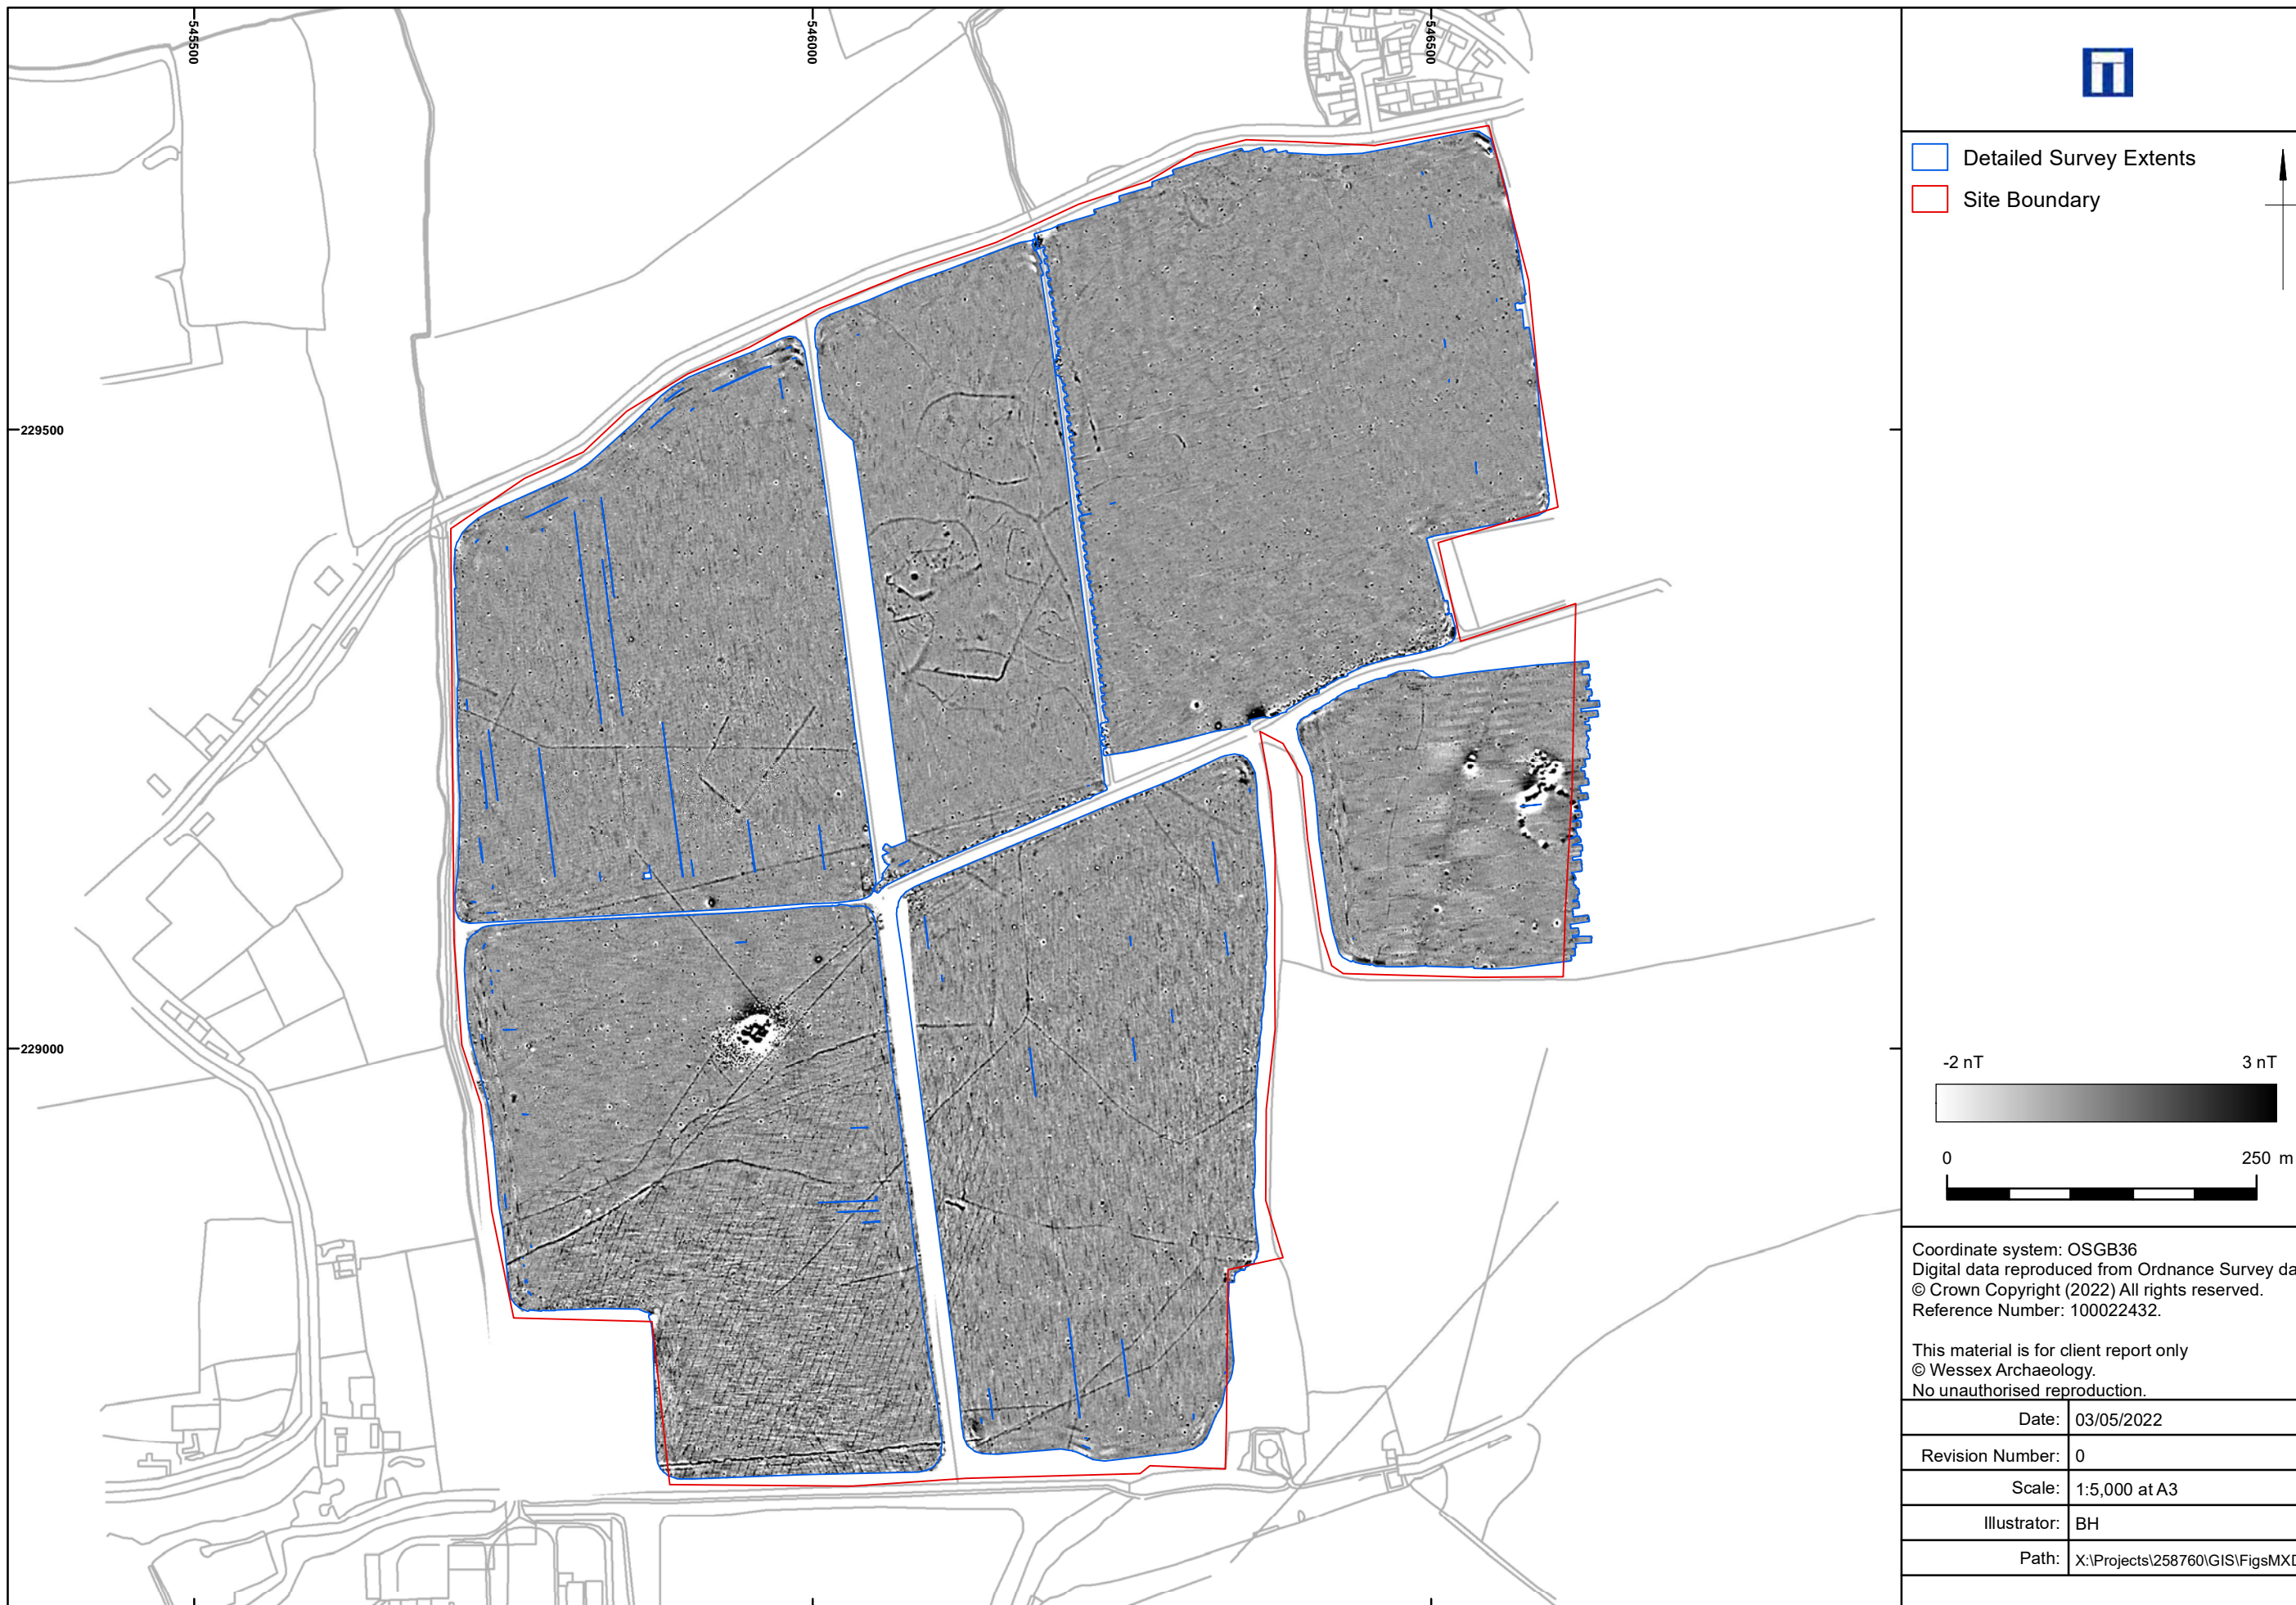 545500
546000
546500
229500
229000
Detailed Survey Extents
Site Boundary
-2 nT 3 nT
0 250 m
Coordinate system: OSGB36
Digital data reproduced from Ordnance Survey da
© Crown Copyright (2022) All rights reserved.
Reference Number: 100022432.
This material is for client report only
© Wessex Archaeology.
No unauthorised reproduction.
Date: 03/05/2022
Revision Number: 0
Scale: 1:5,000 at A3
Illustrator: BH
Path: X:\Projects\258760\GIS\FigsMXD